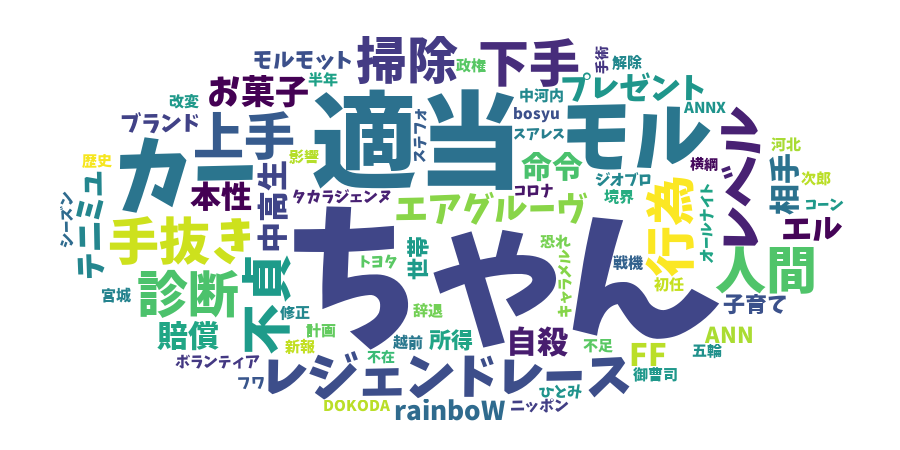 モルモット
掃除
政権
下手
手術
解除
お菓子
半年
プレゼント
改変
中河内
ANNX
ブランド
上手
ステフォ
適当
bosyu
スアレス
モル
レベル
歴史
カー
影響
命令
ジオブロ
横綱
河北
相手
次郎
本性
中高生
タカラジェンヌ
コロナ
境界
コーン
シーズン
テニミュ
手抜き
エアグルーヴ
行為
オールナイト
エル
ちゃん
世帯
恐れ
キャラメル
トヨタ
戦機
人間
初任
宮城
診断
不貞
修正
辞退
子育て
賠償
計画
越前
所得
自殺
不足
ANN
新報
不在
FF
五輪
ボランティア
フワ
レジェンドレース
ひとみ
御曹司
DOKODA
rainboW
ニッポン